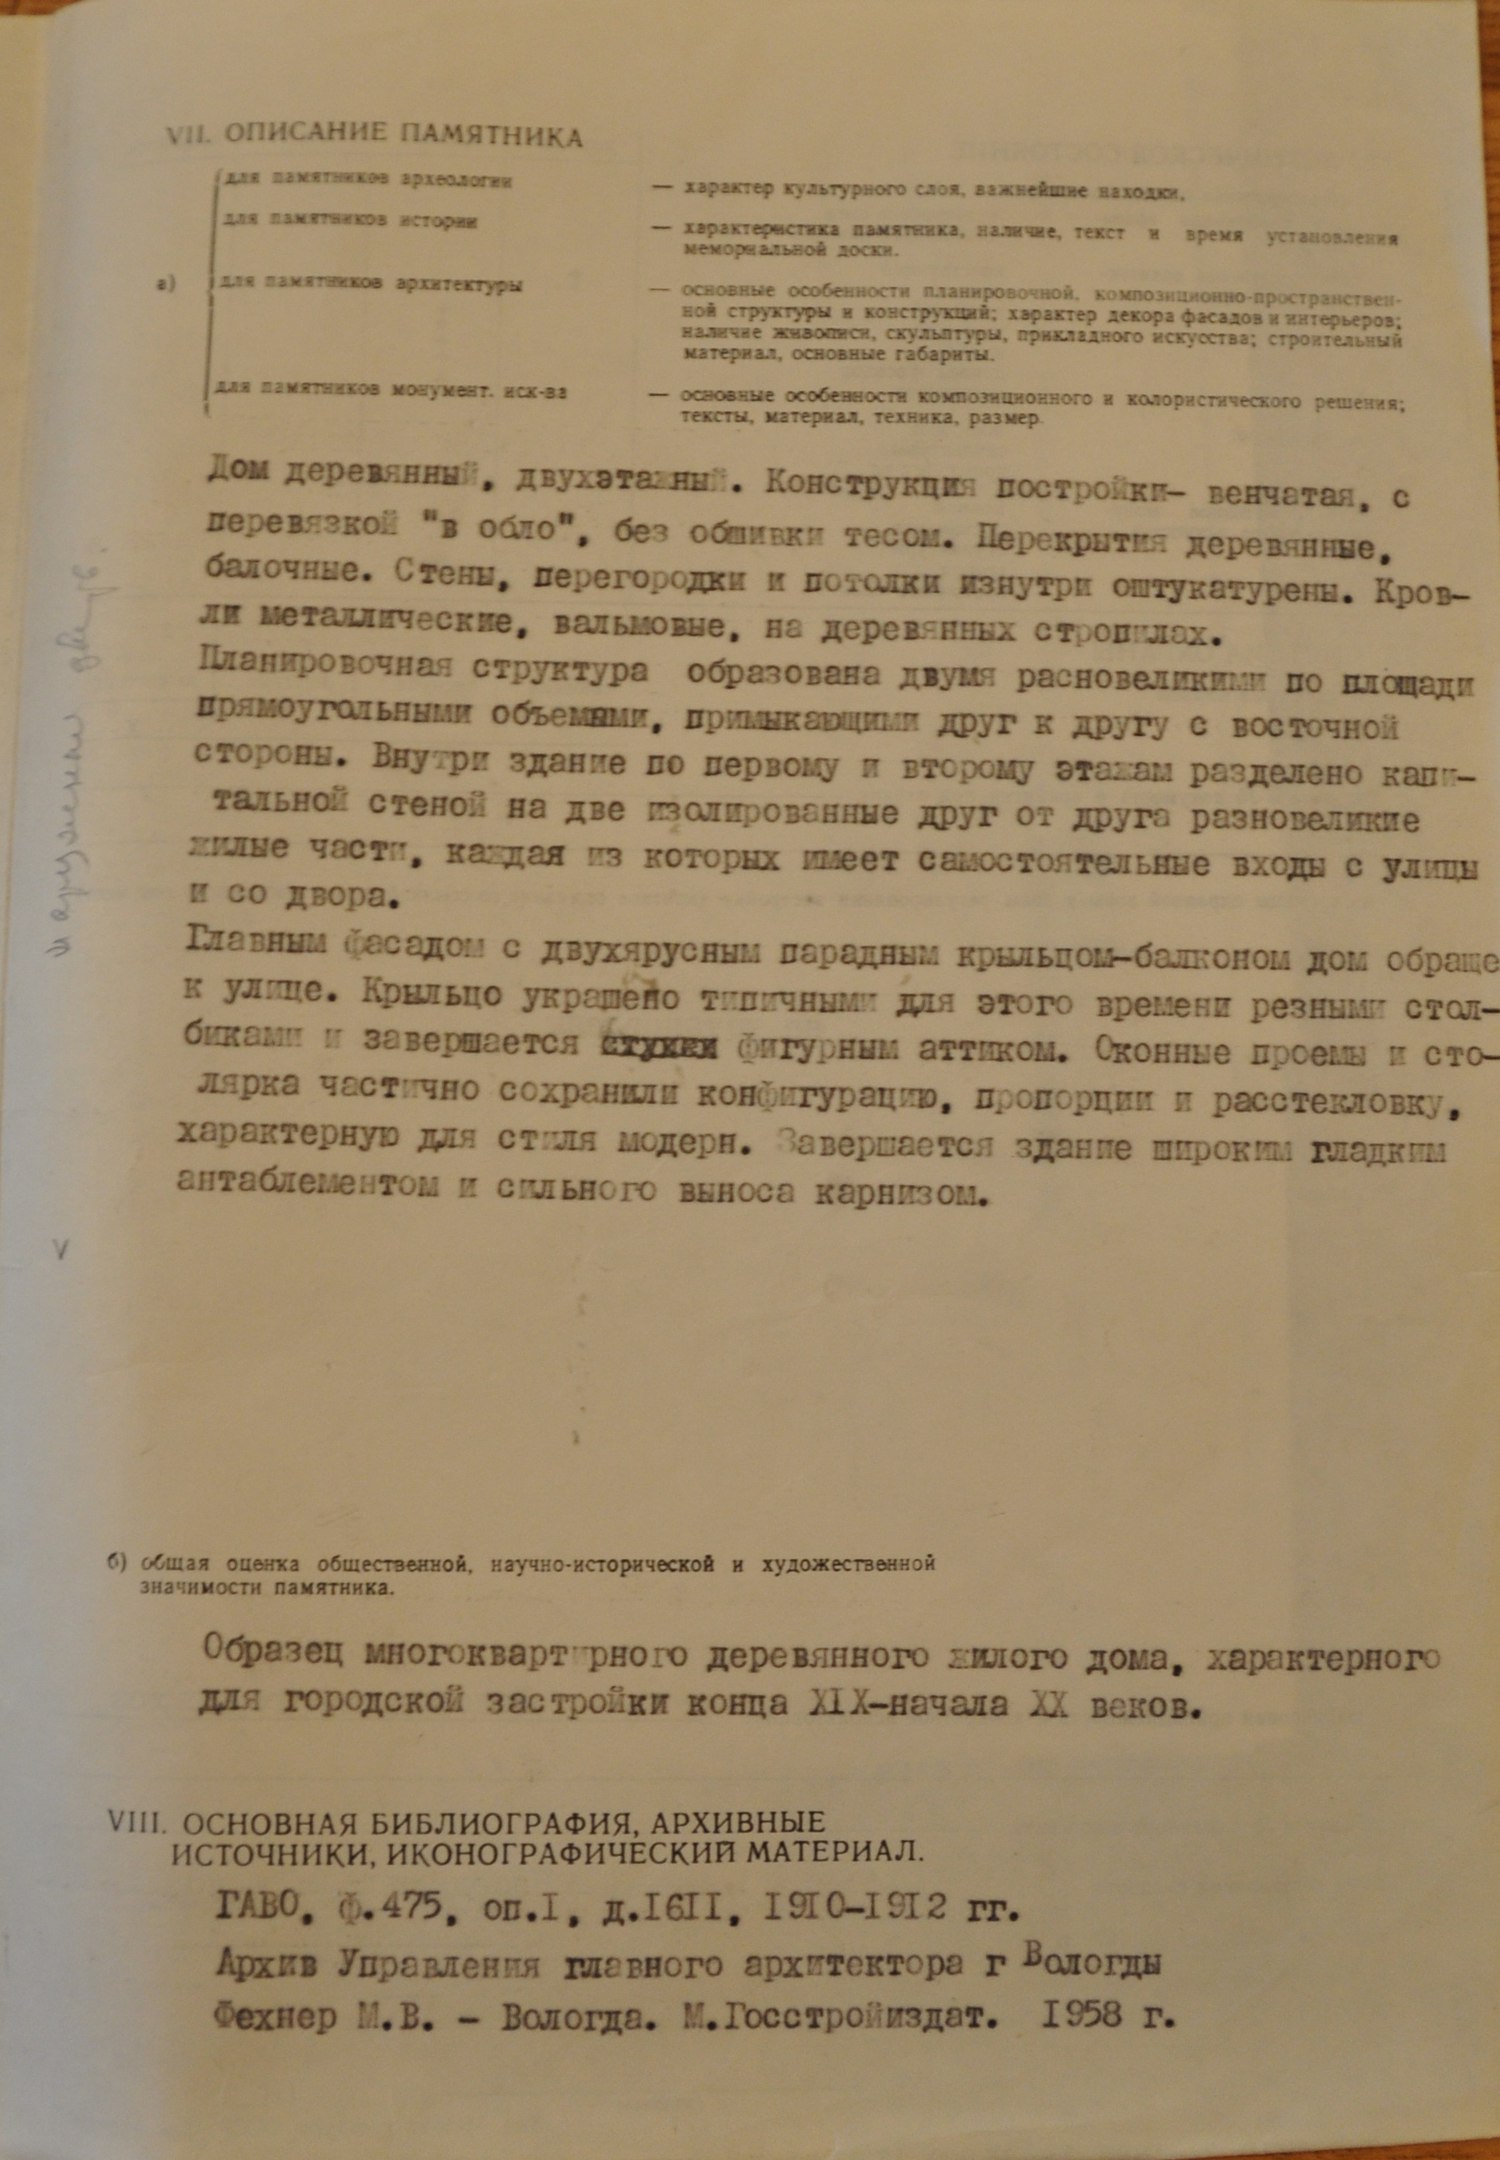 VII. ОПИСАНИЕ ПАМЯТНИКА
для памятников археологии — характер культурного слоя, важнейшие находки.
для памятников истории — характеристика памятника, наличие, текст и время установления
мемориальной доски.
а) для памятников архитектуры — основные особенности планировочной, композиционно-пространствен-
ной структуры и конструкций; характер декора фасадов и интерьеров;
наличие живописи, скульптуры, прикладного искусства; строительный
материал, основные габариты.
для памятников монумент. иск-ва — основные особенности композиционного и колористического решения;
тексты, материал, техника, размер.
Дом деревянный, двухэтажный. Конструкция постройки- венчатая, с
перевязкой "в обло", без обшивки тесом. Перекрытия деревянные,
балочные. Стены, перегородки и потолки изнутри оштукатурены. Кров-
ли металлические, вальмовые, на деревянных стропилах.
Планировочная структура образована двумя расновеликими по площади
прямоугольными объемыми, примыкающими друг к другу с восточной
стороны. Внутри здание по первому и второму этажам разделено капи-
тальной стеной на две изолированные друг от друга разновеликие
жилые части, каждая из которых имеет самостоятельные входы с улицы
и со двора.
Главным фасадом с двухярусным парадным крыльцом-балконом дом обраще
к улице. Крыльцо украшено типичными для этого времени резными стол-
биками и завершается фигурным аттиком. Оконные проемы и сто-
лярка частично сохранили конфигурацию, пропорции и расстекловку,
характерную для стиля модерн. Завершается здание широким гладким
антаблементом и сильного выноса карнизом.
б) общая оценка общественной, научно-исторической и художественной
значимости памятника.
Образец многоквартирного деревянного жилого дома, характерного
для городской застройки конца XIX-начала XX веков.
VIII. ОСНОВНАЯ БИБЛИОГРАФИЯ, АРХИВНЫЕ
ИСТОЧНИКИ, ИКОНОГРАФИЧЕСКИЙ МАТЕРИАЛ.
ГАВО, ф.475, оп.I, д.I6II, I9I0-I9I2 гг.
Архив Управления главного архитектора г Вологды
Фехнер М.В. - Вологда. М.Госстройиздат. I958 г.